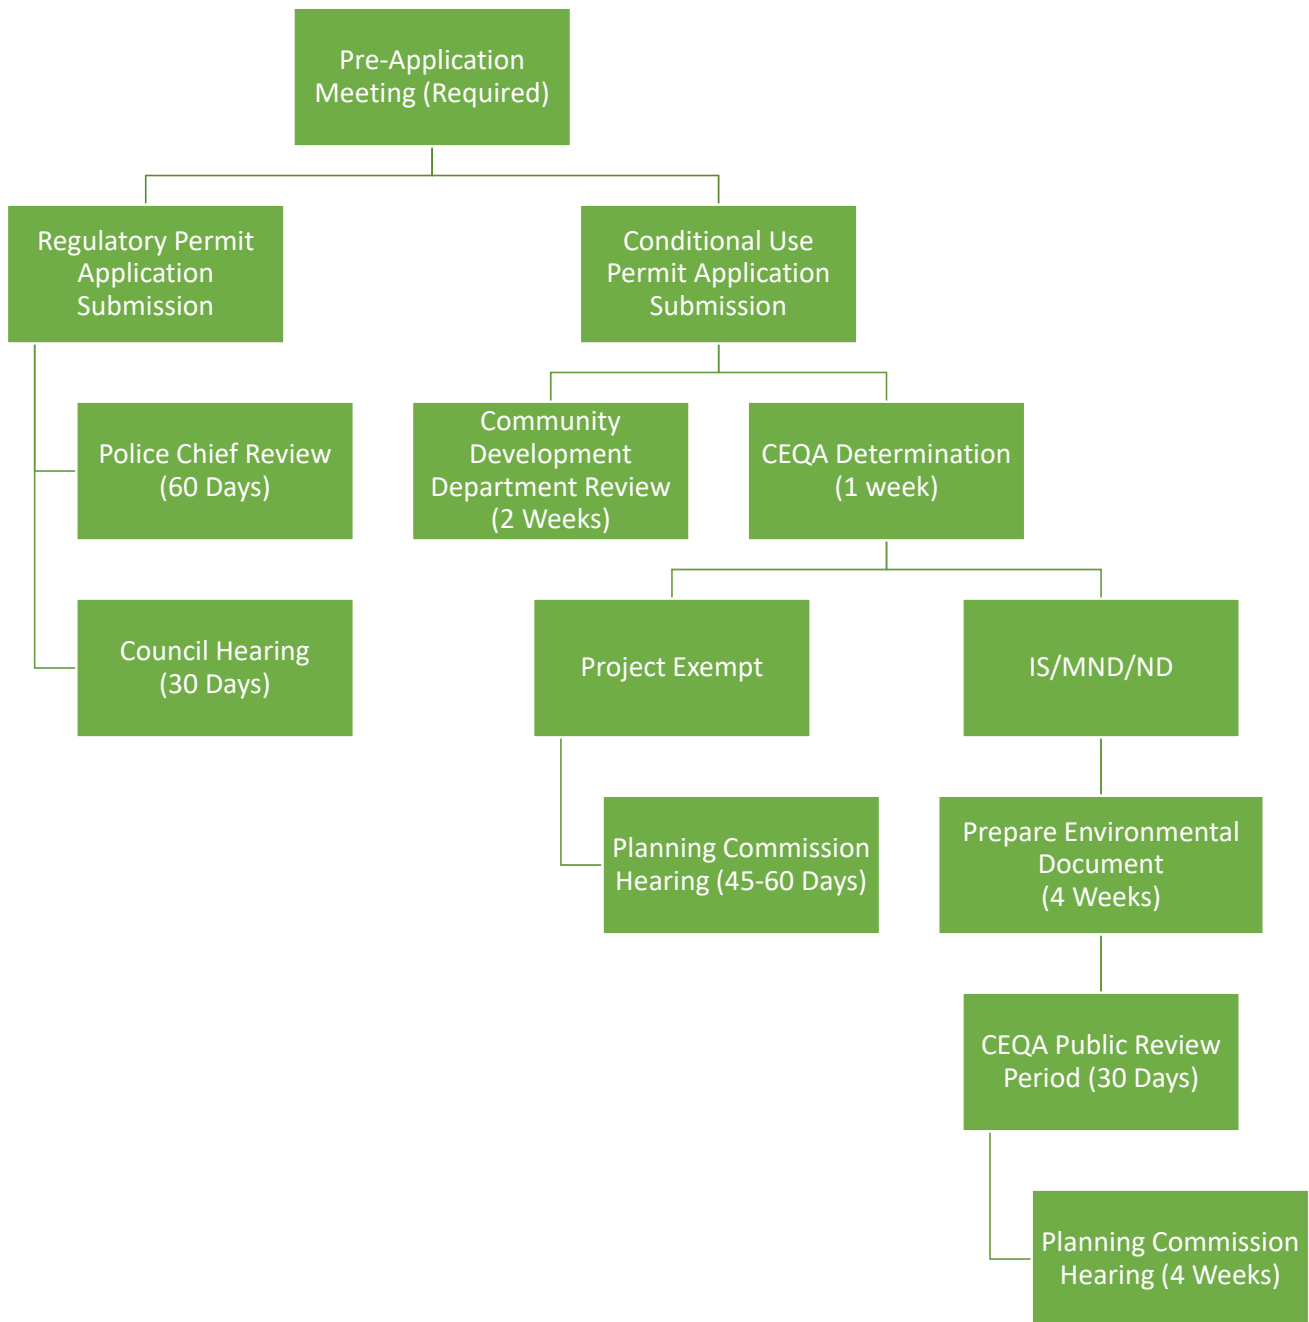 Pre-Application
Meeting (Required)
Regulatory Permit
Application
Submission
Conditional Use
Permit Application
Submission
Police Chief Review
(60 Days)
Community
Development
Department Review
(2 Weeks)
CEQA Determination
(1 week)
Council Hearing
(30 Days)
Project Exempt
IS/MND/ND
Planning Commission
Hearing (45-60 Days)
Prepare Environmental
Document
(4 Weeks)
CEQA Public Review
Period (30 Days)
Planning Commission
Hearing (4 Weeks)